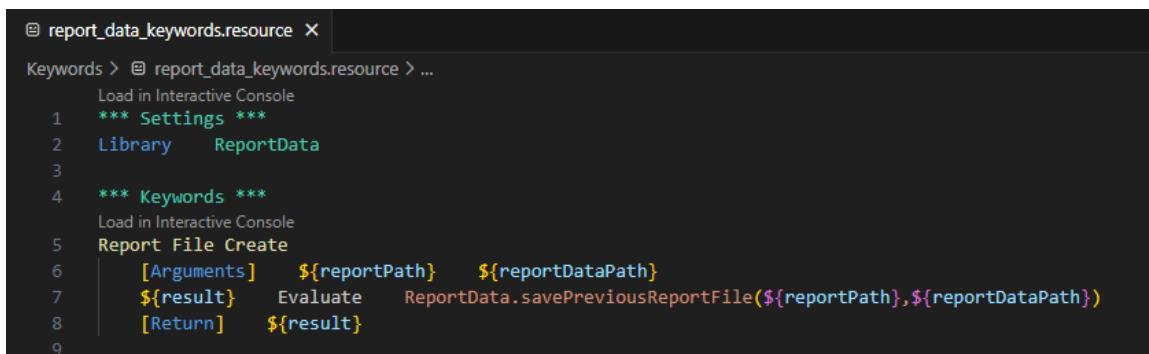 report_data_keywords.resource ×
Keywords > report_data_keywords.resource > ...
Load in Interactive Console
1 *** Settings ***
2 Library    ReportData
3
4 *** Keywords ***
Load in Interactive Console
5 Report File Create
6     [Arguments]    ${reportPath}    ${reportDataPath}
7     ${result}    Evaluate    ReportData.savePreviousReportFile(${reportPath},${reportDataPath})
8     [Return]    ${result}
9